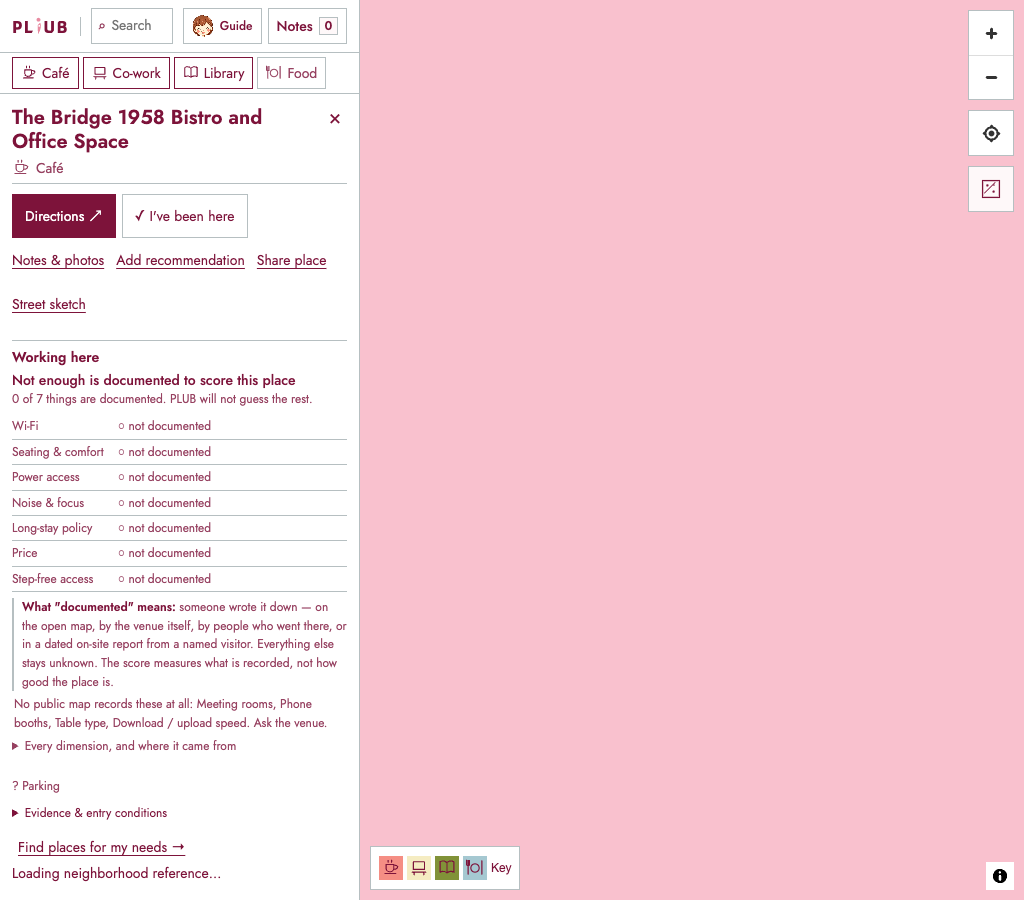 PLiUB
Search
Guide
Notes 0
Café
Co-work
Library
Food
The Bridge 1958 Bistro and
Office Space
Café
Directions ↗
✓ I've been here
Notes & photos
Add recommendation
Share place
Street sketch
Working here
Not enough is documented to score this place
0 of 7 things are documented. PLUB will not guess the rest.
Wi-Fi ○ not documented
Seating & comfort ○ not documented
Power access ○ not documented
Noise & focus ○ not documented
Long-stay policy ○ not documented
Price ○ not documented
Step-free access ○ not documented
What "documented" means: someone wrote it down — on
the open map, by the venue itself, by people who went there, or
in a dated on-site report from a named visitor. Everything else
stays unknown. The score measures what is recorded, not how
good the place is.
No public map records these at all: Meeting rooms, Phone
booths, Table type, Download / upload speed. Ask the venue.
▶ Every dimension, and where it came from
? Parking
▶ Evidence & entry conditions
Find places for my needs →
Loading neighborhood reference…
Key